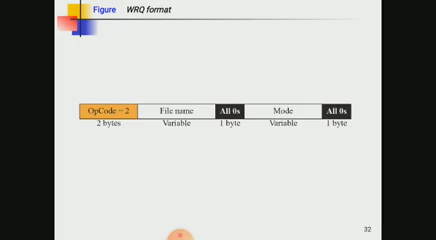 Figure WRQ format
OpCode = 2 File name All 0s Mode All 0s
2 bytes Variable 1 byte Variable 1 byte
32